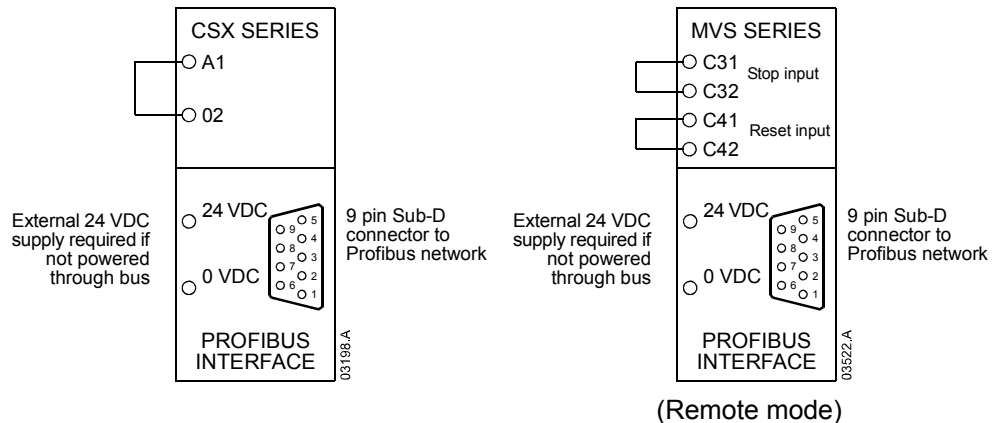 CSX SERIES
A1
02
24 VDC
0 VDC
External 24 VDC
supply required if
not powered
through bus
5
9
4
8
3
7
2
6
1
9 pin Sub-D
connector to
Profibus network
PROFIBUS
INTERFACE
03198.A
MVS SERIES
C31
Stop input
C32
C41
Reset input
C42
24 VDC
0 VDC
External 24 VDC
supply required if
not powered
through bus
5
9
4
8
3
7
2
6
1
9 pin Sub-D
connector to
Profibus network
PROFIBUS
INTERFACE
03522.A
(Remote mode)